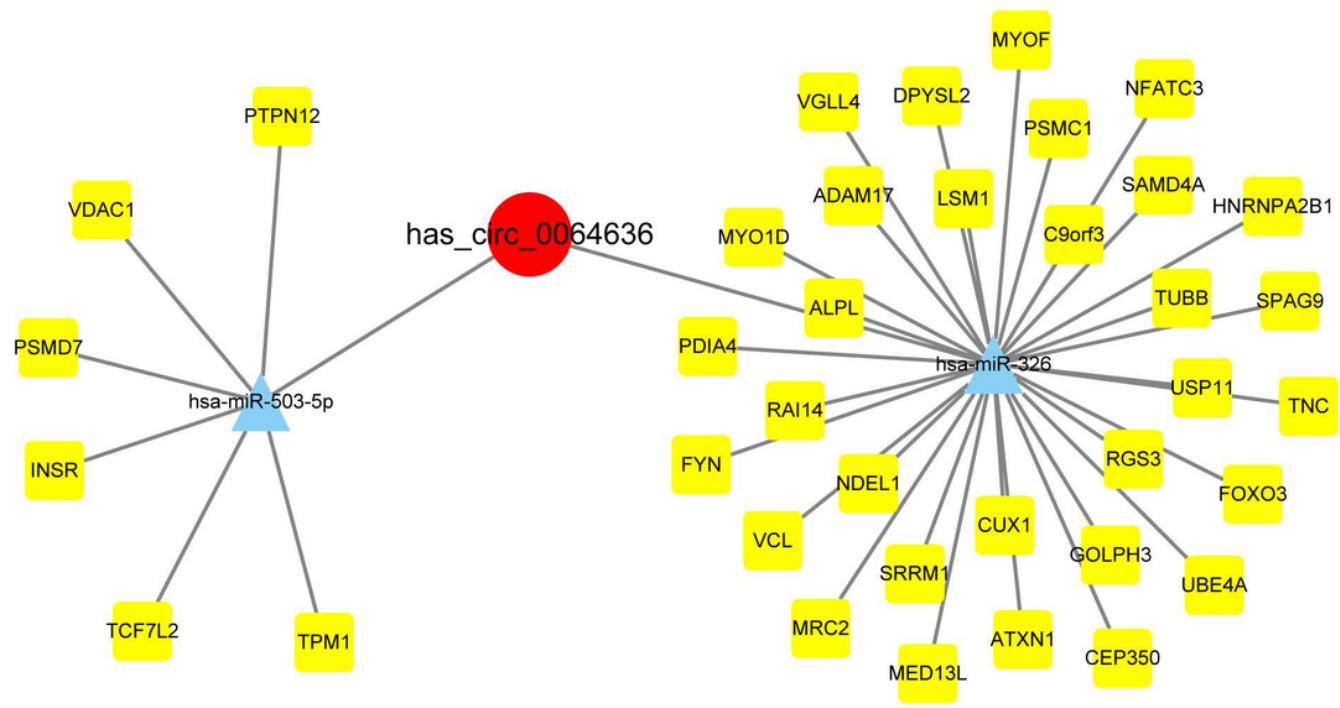 MYOF
NFATC3
DPYSL2
VGLL4
PTPN12
PSMC1
SAMD4A
ADAM17
LSM1
HNRNPA2B1
VDAC1
has_circ_0064636
MYO1D
C9orf3
TUBB
SPAG9
ALPL
PSMD7
PDIA4
hsa-miR-326
USP11
hsa-miR-503-5p
TNC
RAI14
RGS3
INSR
FYN
NDEL1
FOXO3
CUX1
VCL
GOLPH3
SRRM1
UBE4A
TCF7L2
TPM1
MRC2
ATXN1
CEP350
MED13L